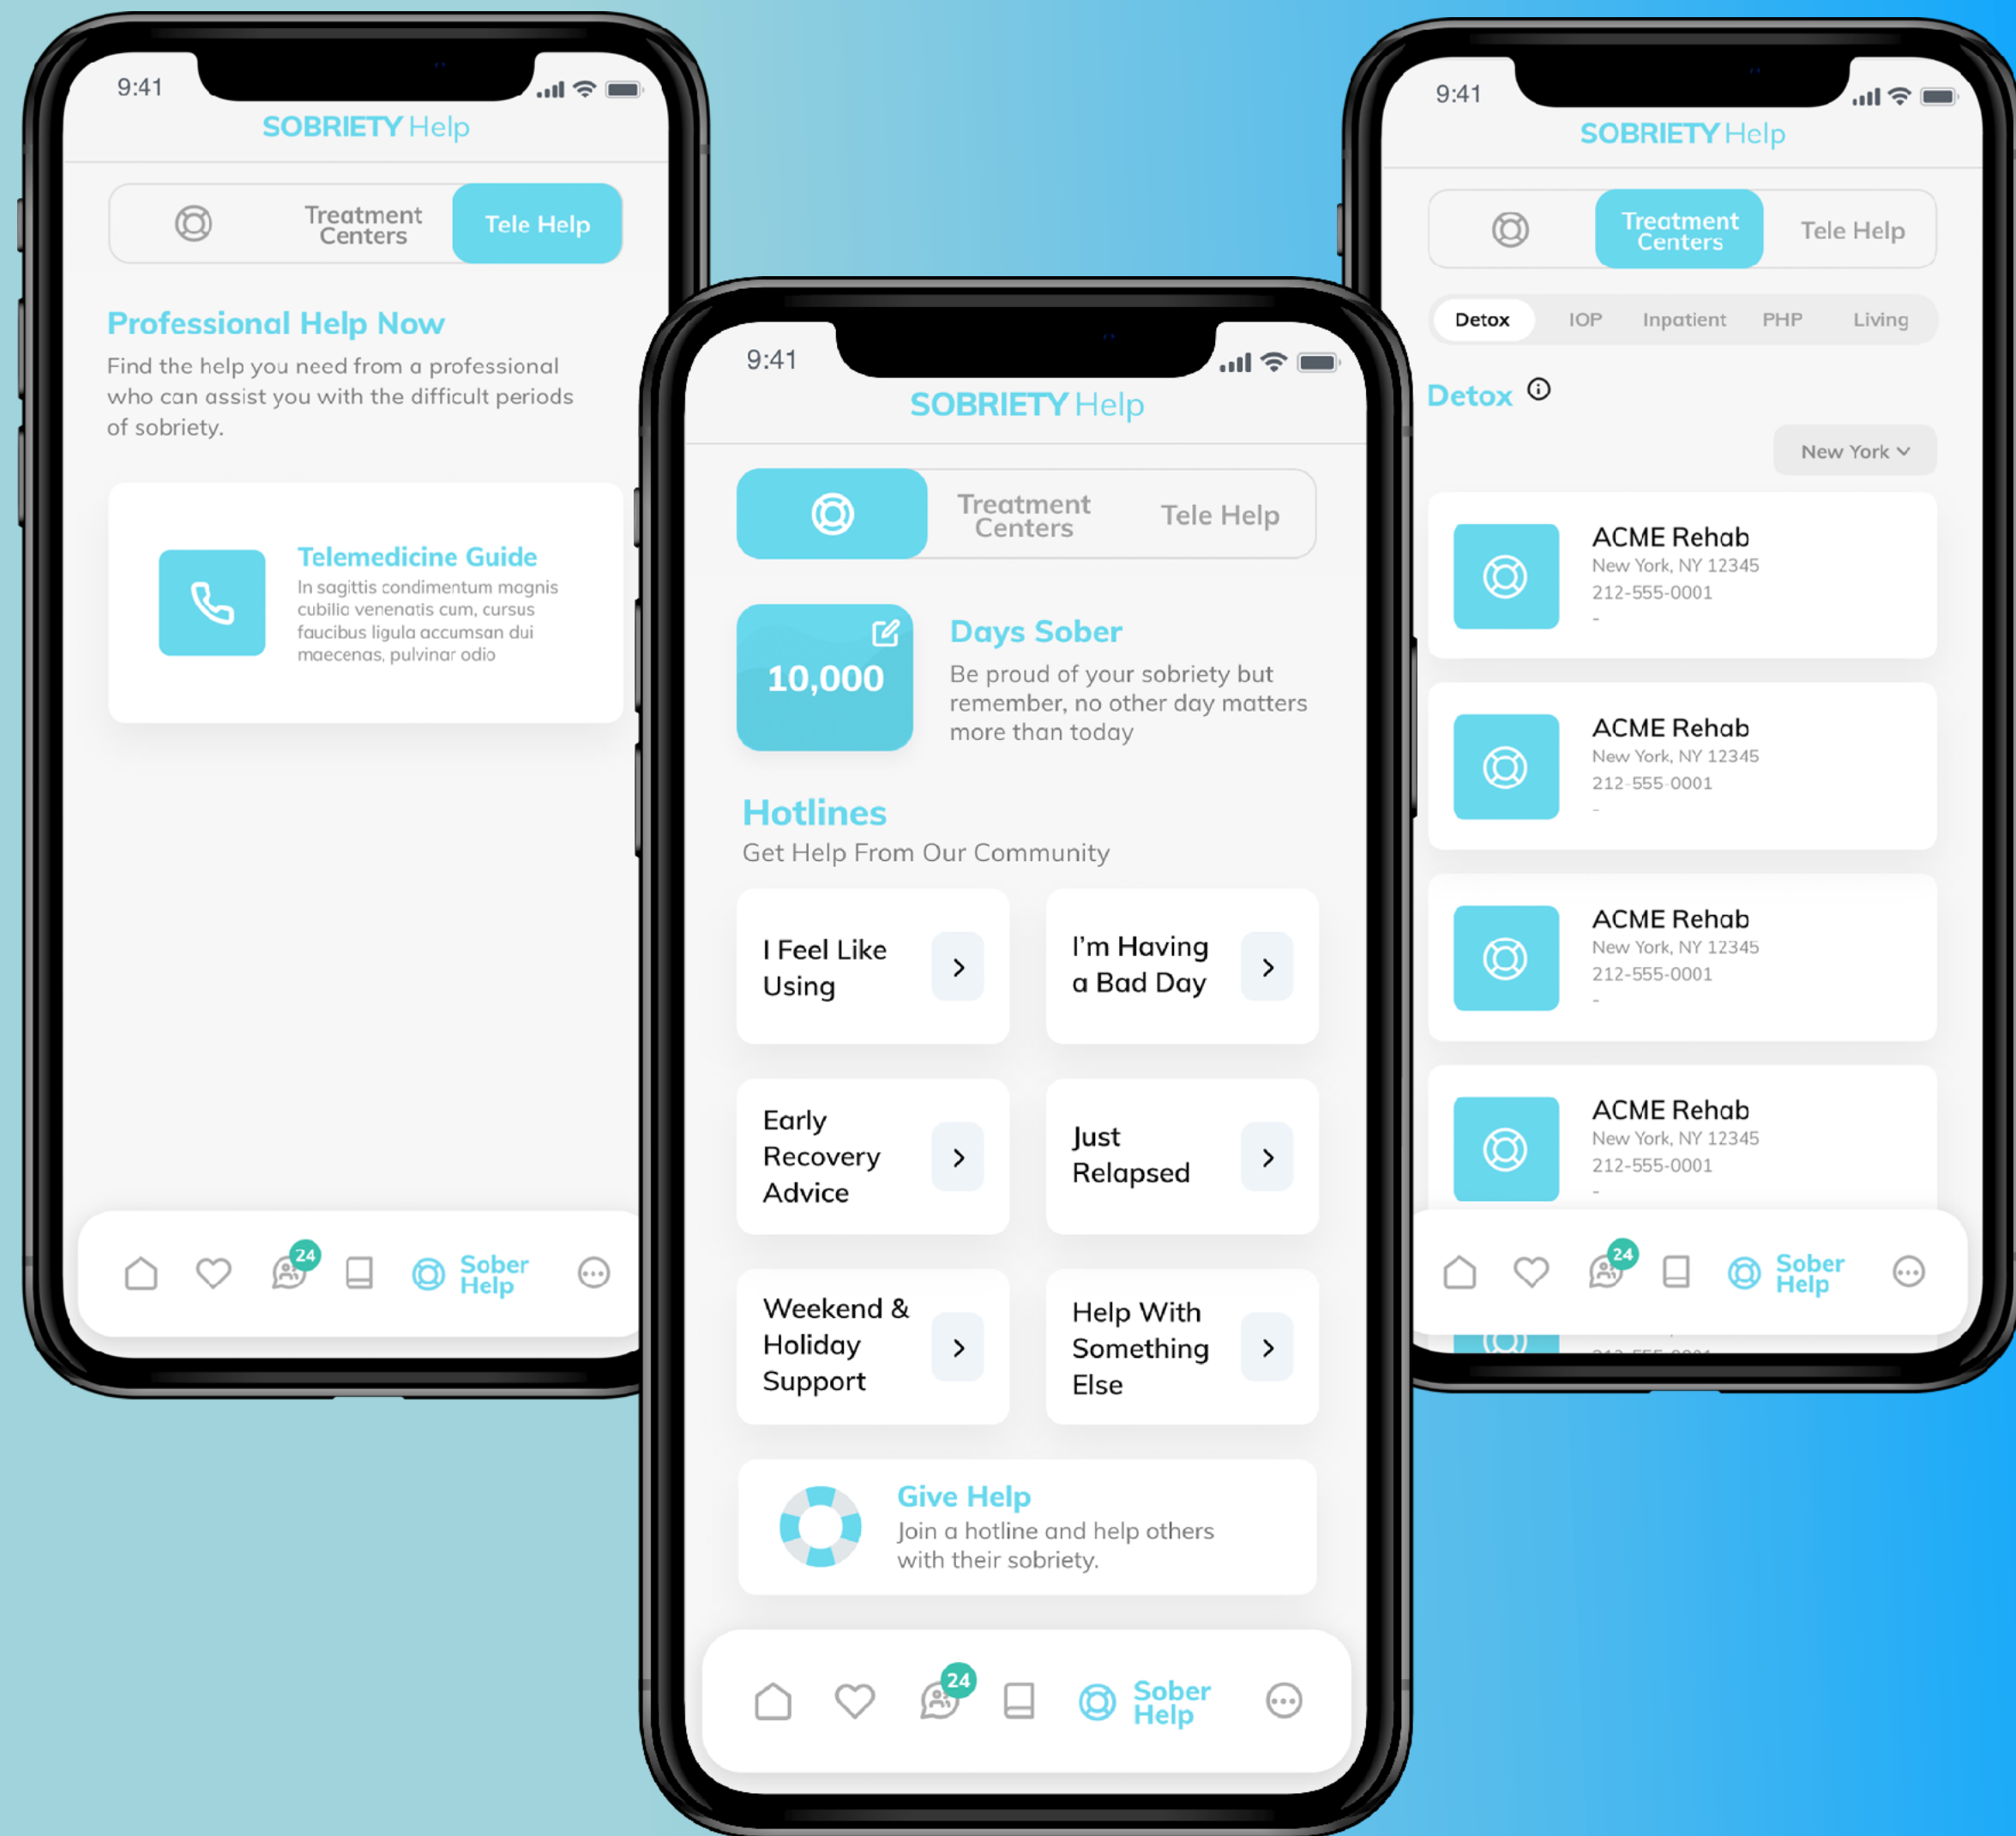 9:41
SOBRIETY Help
Treatment
Centers
Tele Help
Professional Help Now
Find the help you need from a professional
who can assist you with the difficult periods
of sobriety.
Telemedicine Guide
In sagittis condimentum magnis
cubilia venenatis cum, cursus
faucibus ligula accumsan dui
maecenas, pulvinar odio
24
Sober
Help
9:41
SOBRIETY Help
Treatment
Centers
Tele Help
10,000
Days Sober
Be proud of your sobriety but
remember, no other day matters
more than today
Hotlines
Get Help From Our Community
I Feel Like
Using
I'm Having
a Bad Day
Early
Recovery
Advice
Just
Relapsed
Weekend &
Holiday
Support
Help With
Something
Else
Give Help
Join a hotline and help others
with their sobriety.
24
Sober
Help
9:41
SOBRIETY Help
Treatment
Centers
Tele Help
Detox IOP Inpatient PHP Living
Detox
New York
ACME Rehab
New York, NY 12345
212-555-0001
-
ACME Rehab
New York, NY 12345
212-555-0001
-
ACME Rehab
New York, NY 12345
212-555-0001
-
ACME Rehab
New York, NY 12345
212-555-0001
-
24
Sober
Help